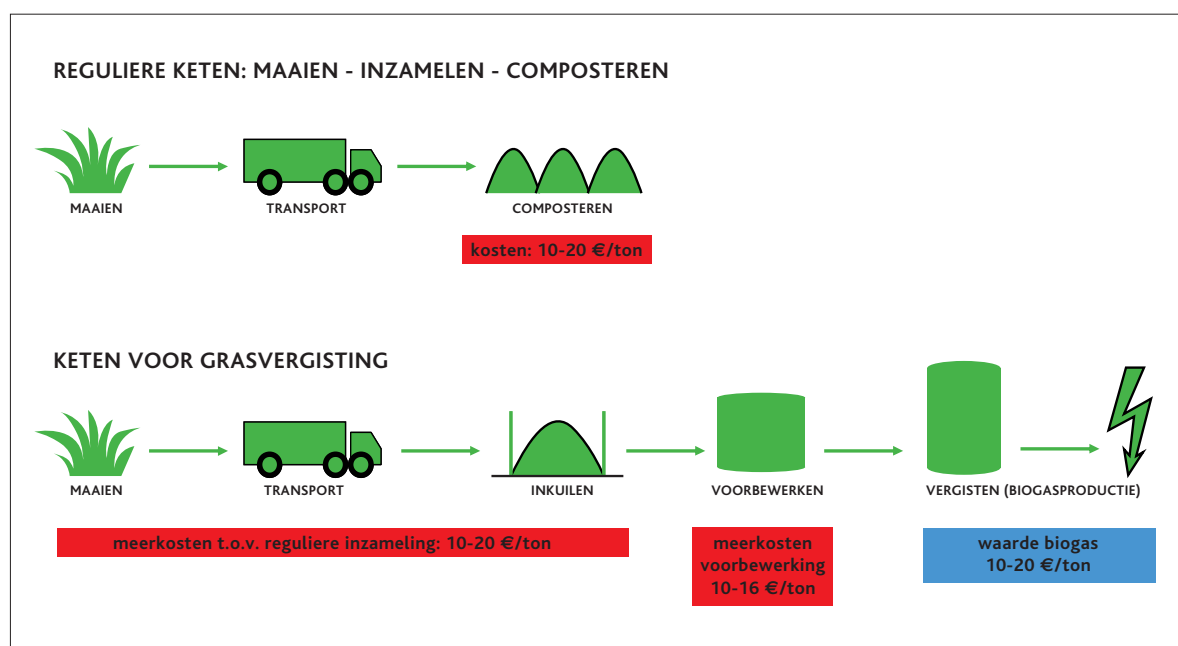 REGULIERE KETEN: MAAIEN - INZAMELEN - COMPOSTEREN
MAAIEN
TRANSPORT
COMPOSTEREN
kosten: 10-20 €/ton
KETEN VOOR GRASVERGISTING
MAAIEN
TRANSPORT
INKUILEN
VOORBEWERKEN
VERGISTEN (BIOGASPRODUCTIE)
meerkosten t.o.v. reguliere inzameling: 10-20 €/ton
meerkosten
voorbewerking
10-16 €/ton
waarde biogas
10-20 €/ton